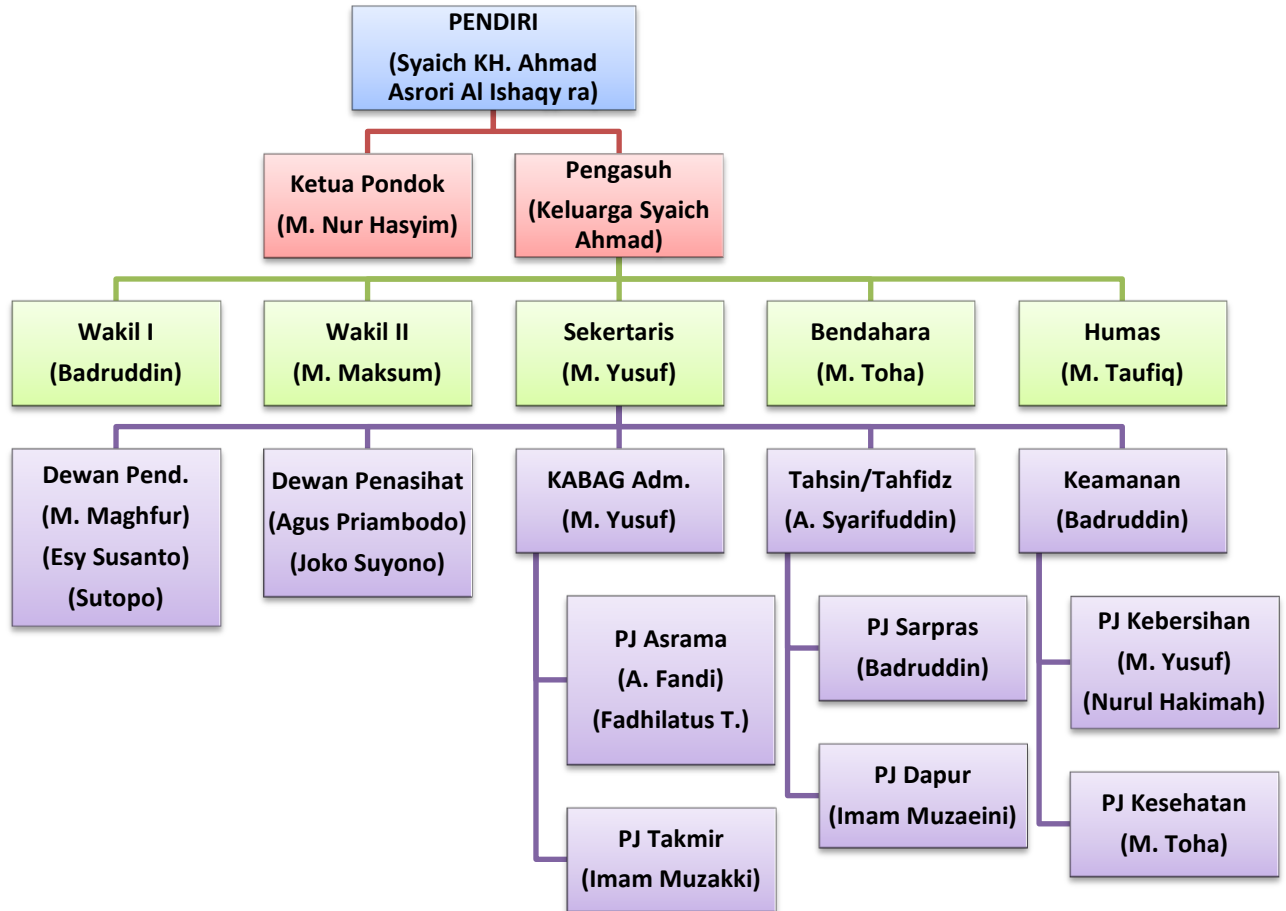 PENDIRI
(Syaich KH. Ahmad
Asrori Al Ishaqy ra)
Ketua Pondok
(M. Nur Hasyim)
Pengasuh
(Keluarga Syaich
Ahmad)
Wakil I
(Badruddin)
Wakil II
(M. Maksum)
Sekertaris
(M. Yusuf)
Bendahara
(M. Toha)
Humas
(M. Taufiq)
Dewan Pend.
(M. Maghfur)
(Esy Susanto)
(Sutopo)
Dewan Penasihat
(Agus Priambodo)
(Joko Suyono)
KABAG Adm.
(M. Yusuf)
Tahsin/Tahfidz
(A. Syarifuddin)
Keamanan
(Badruddin)
PJ Asrama
(A. Fandi)
(Fadhilatus T.)
PJ Takmir
(Imam Muzakki)
PJ Sarpras
(Badruddin)
PJ Dapur
(Imam Muzaeini)
PJ Kebersihan
(M. Yusuf)
(Nurul Hakimah)
PJ Kesehatan
(M. Toha)